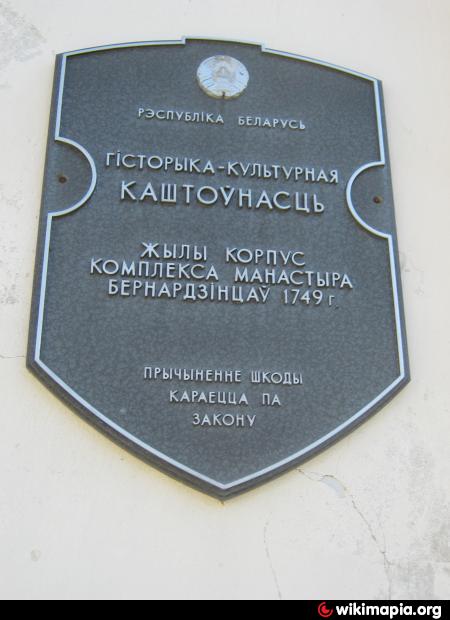 РЭСПУБЛІКА БЕЛАРУСЬ
ГІСТОРЫКА-КУЛЬТУРНАЯ
КАШТОЎНАСЦЬ
ЖЫЛЫ КОРПУС
КОМПЛЕКСА МАНАСТЫРА
БЕРНАРДЗІНЦАЎ 1749 г.
ПРЫЧЫНЕННЕ ШКОДЫ
КАРАЕЦЦА ПА
ЗАКОНУ
wikimapia.org